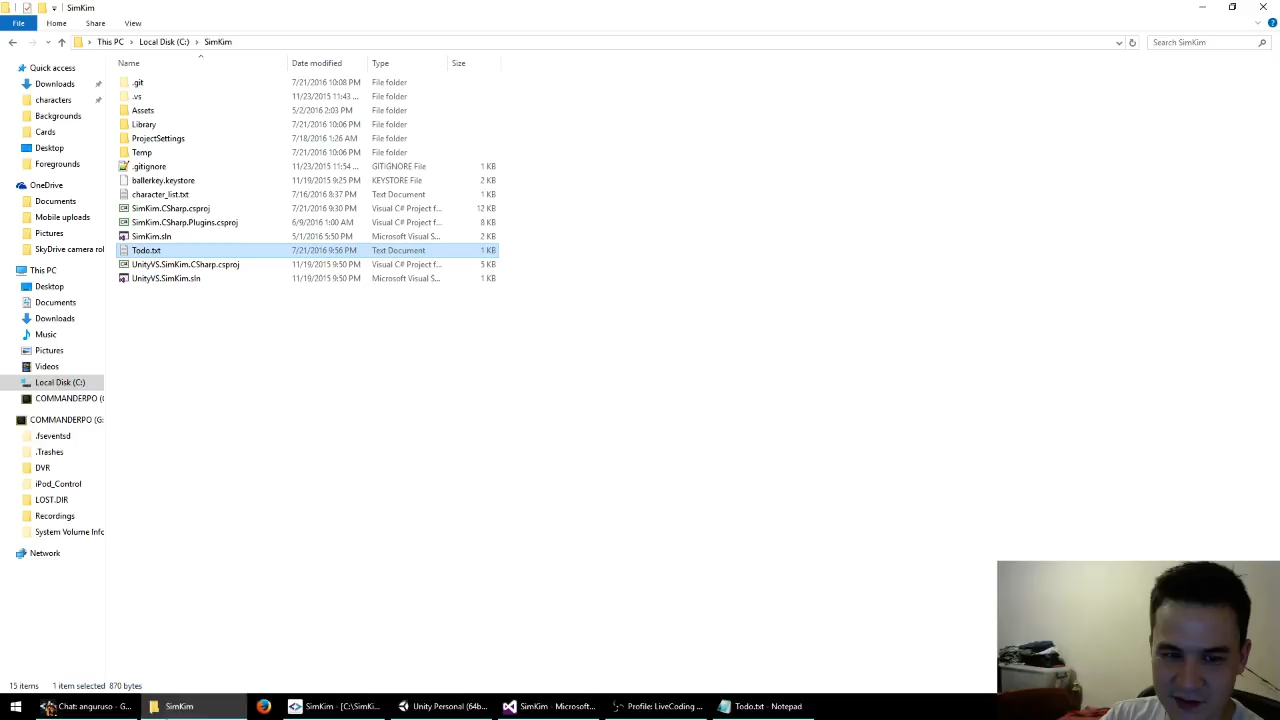 SimKim
File Home Share View
This PC Local Disk (C:) SimKim Search SimKim
Name Date modified Type Size
Quick access
Downloads
characters
Backgrounds
Cards
Desktop
Foregrounds
OneDrive
Documents
Mobile uploads
Pictures
SkyDrive camera rol
This PC
Desktop
Documents
Downloads
Music
Pictures
Videos
Local Disk (C:)
COMMANDERPO (
COMMANDERPO (G:
.fseventsd
.Trashes
DVR
iPod_Control
LOST.DIR
Recordings
System Volume Info
Network
.git 7/21/2016 10:08 PM File folder
.vs 11/23/2015 11:43 ... File folder
Assets 5/2/2016 2:03 PM File folder
Library 7/21/2016 10:06 PM File folder
ProjectSettings 7/18/2016 1:26 AM File folder
Temp 7/21/2016 10:06 PM File folder
.gitignore 11/23/2015 11:54 ... GITIGNORE File 1 KB
ballerkey.keystore 11/19/2015 9:25 PM KEYSTORE File 2 KB
character_list.txt 7/16/2016 8:37 PM Text Document 1 KB
SimKim.CSharp.csproj 7/21/2016 9:30 PM Visual C# Project f... 12 KB
SimKim.CSharp.Plugins.csproj 6/9/2016 1:00 AM Visual C# Project f... 8 KB
SimKim.sln 5/1/2016 5:50 PM Microsoft Visual S... 2 KB
Todo.txt 7/21/2016 9:56 PM Text Document 1 KB
UnityVS.SimKim.CSharp.csproj 11/19/2015 9:50 PM Visual C# Project f... 5 KB
UnityVS.SimKim.sln 11/19/2015 9:50 PM Microsoft Visual S... 1 KB
15 items 1 item selected 870 bytes
Chat: anguruso - G... SimKim SimKim - [C:\SimKi... Unity Personal (64b... SimKim - Microsoft... Profile: LiveCoding ... Todo.txt - Notepad